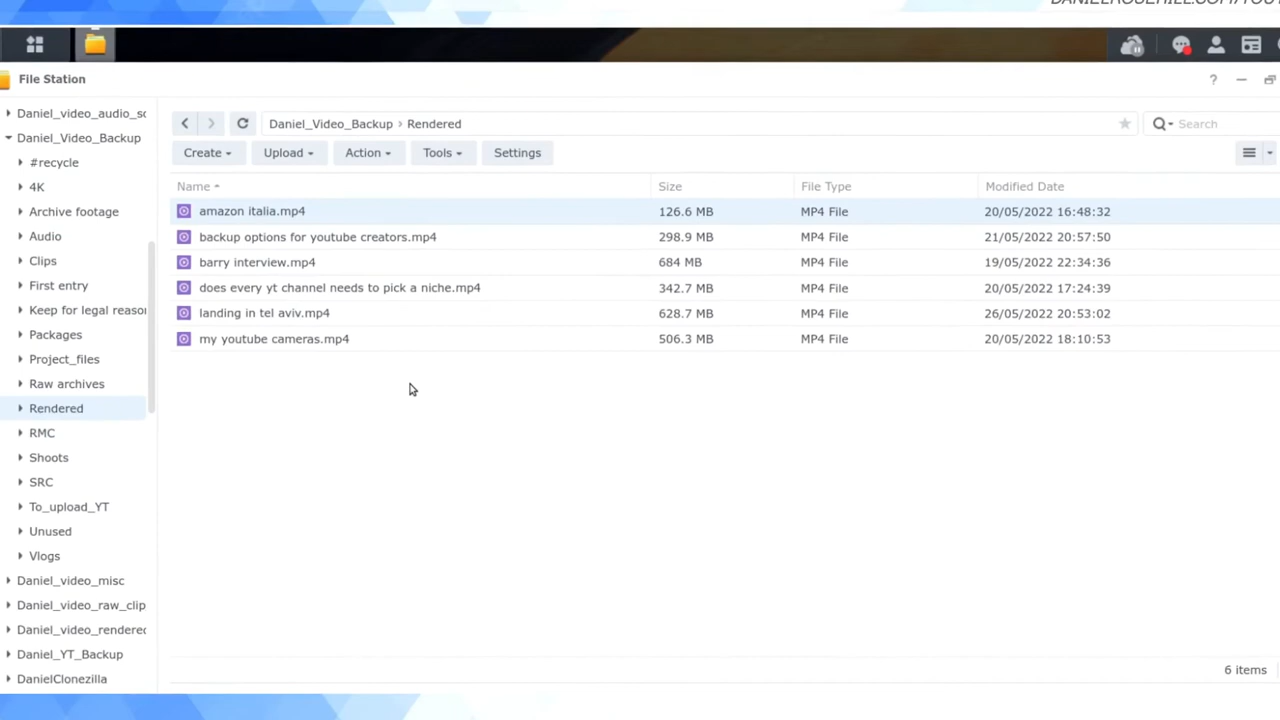 File Station
Daniel_video_audio_sc
Daniel_Video_Backup
#recycle
4K
Archive footage
Audio
Clips
First entry
Keep for legal reasor
Packages
Project_files
Raw archives
Rendered
RMC
Shoots
SRC
To_upload_YT
Unused
Vlogs
Daniel_video_misc
Daniel_video_raw_clip
Daniel_video_rendered
Daniel_YT_Backup
DanielClonezilla
Daniel_Video_Backup › Rendered
Search
Create Upload Action Tools Settings
Name Size File Type Modified Date
amazon italia.mp4 126.6 MB MP4 File 20/05/2022 16:48:32
backup options for youtube creators.mp4 298.9 MB MP4 File 21/05/2022 20:57:50
barry interview.mp4 684 MB MP4 File 19/05/2022 22:34:36
does every yt channel needs to pick a niche.mp4 342.7 MB MP4 File 20/05/2022 17:24:39
landing in tel aviv.mp4 628.7 MB MP4 File 26/05/2022 20:53:02
my youtube cameras.mp4 506.3 MB MP4 File 20/05/2022 18:10:53
6 items